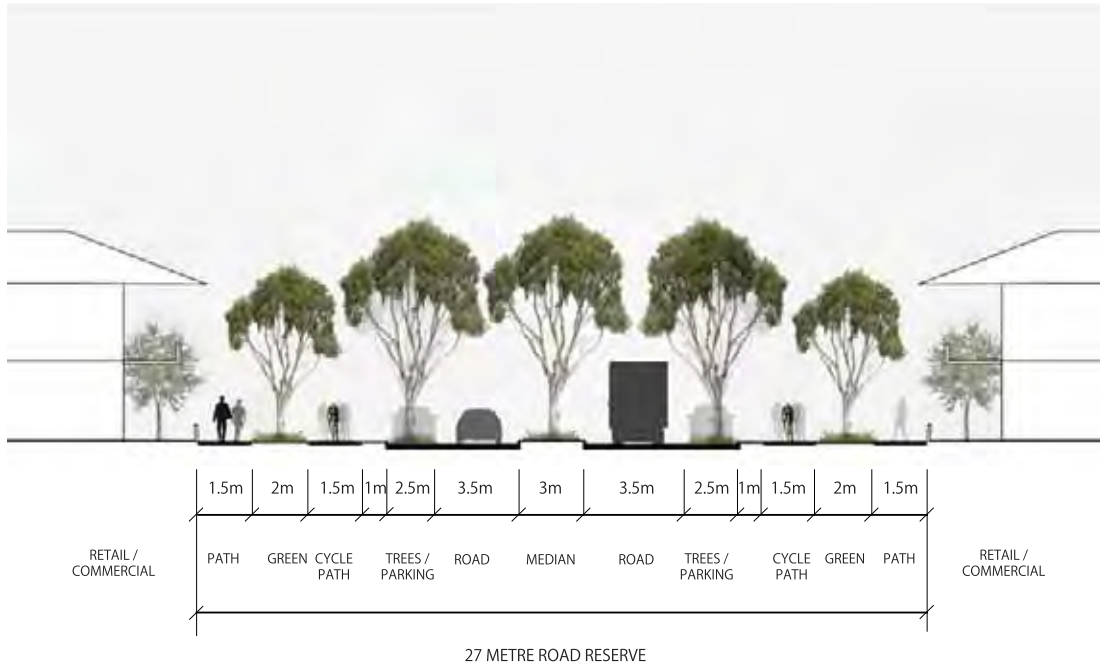 1.5m 2m 1.5m 1m 2.5m 3.5m 3m 3.5m 2.5m 1m 1.5m 2m 1.5m
RETAIL /
COMMERCIAL
PATH
GREEN
CYCLE
PATH
TREES /
PARKING
ROAD
MEDIAN
ROAD
TREES /
PARKING
CYCLE
PATH
GREEN
PATH
RETAIL /
COMMERCIAL
27 METRE ROAD RESERVE